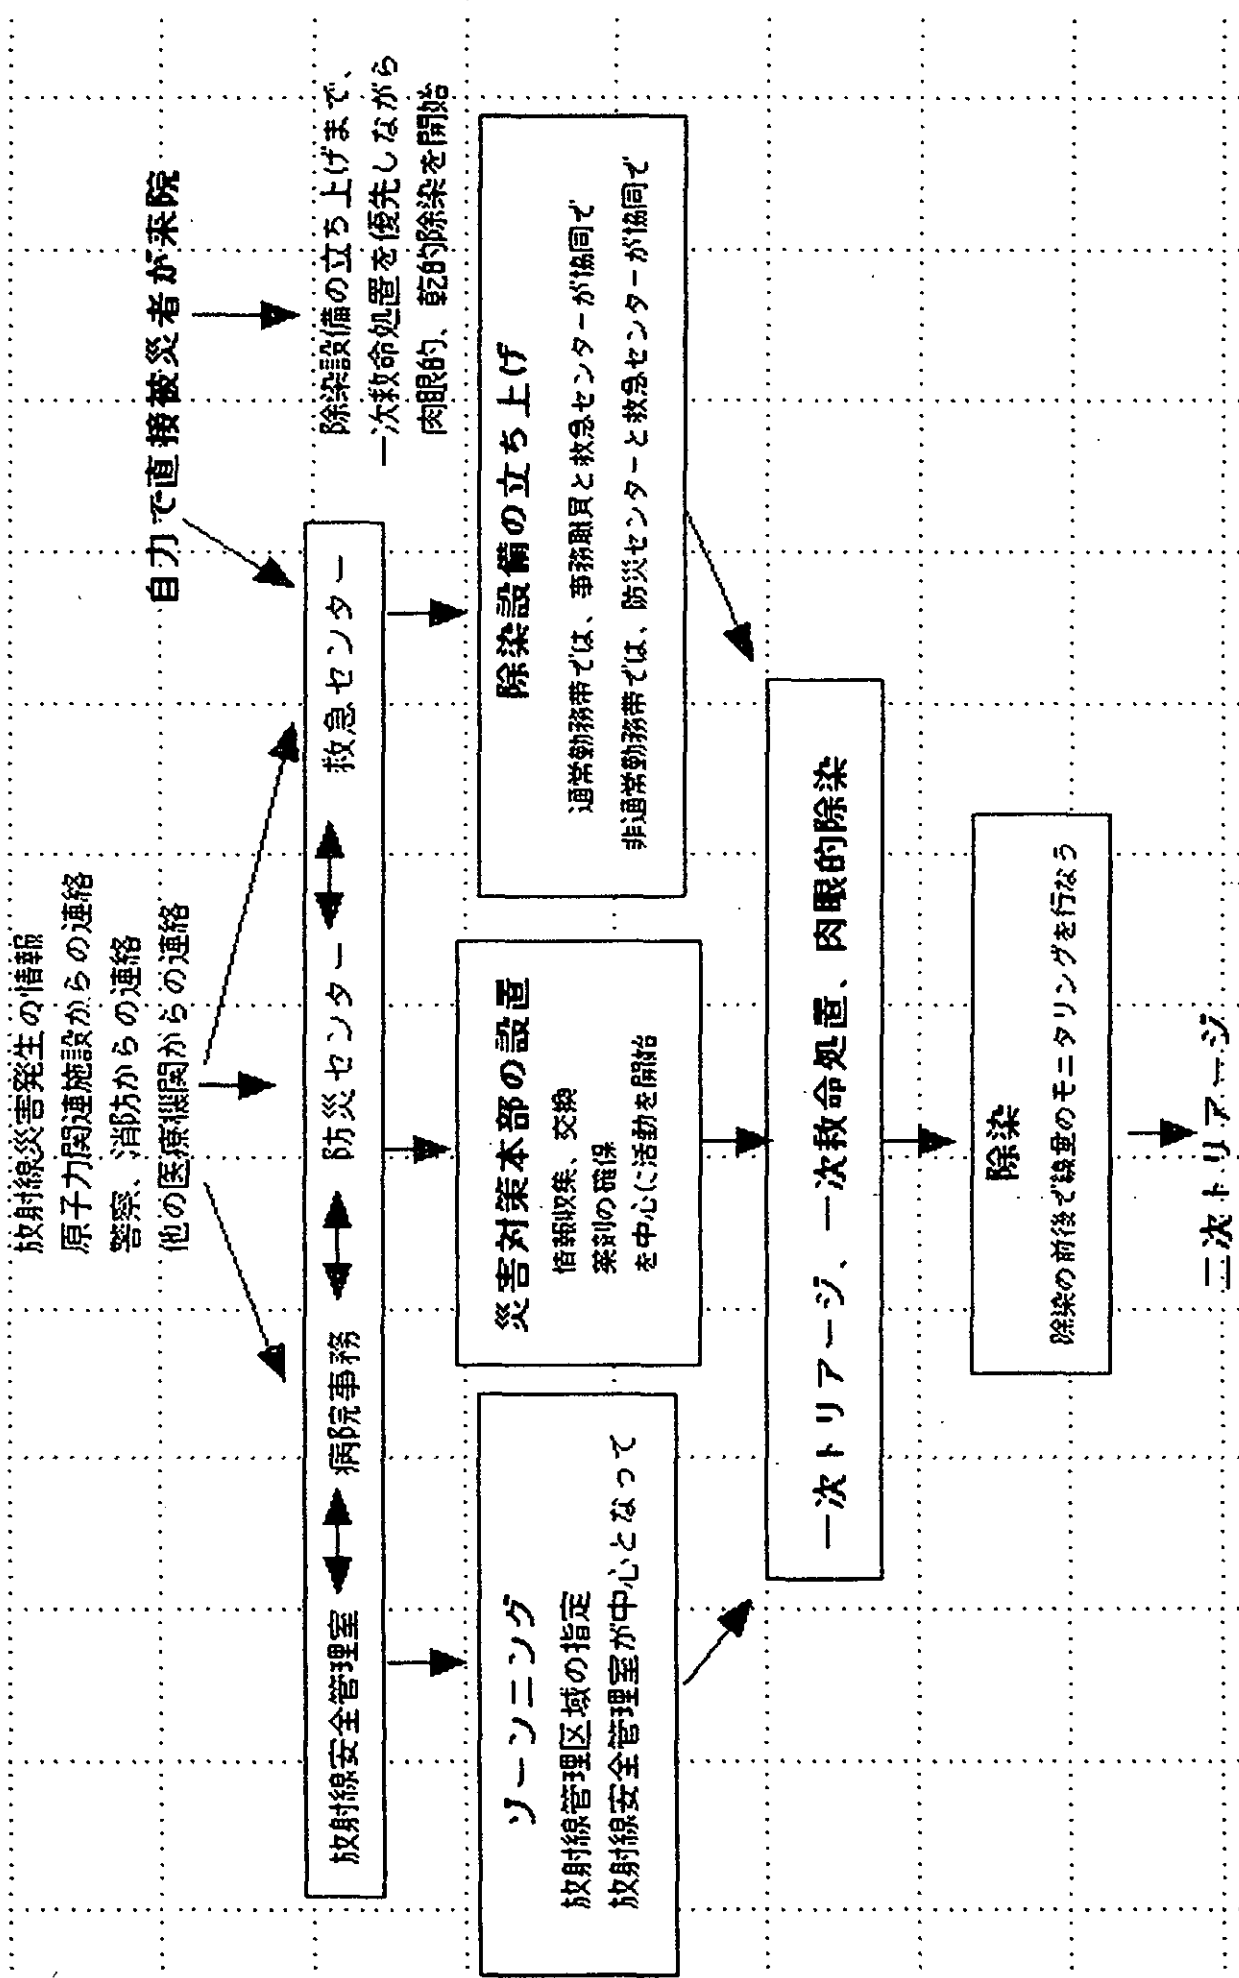 放射線災害発生の情報
原子力関連施設からの連絡
警察、消防からの連絡
他の医療機関からの連絡
自力で直接被災者が来院
放射線安全管理室 病院事務 防災センター 救急センター
除染設備の立ち上げまで、
一次救命処置を優先しながら
肉眼的、乾的除染を開始
ゾーンニング
放射線管理区域の指定
放射線安全管理室が中心となって
災害対策本部の設置
情報収集、交換
薬剤の確保
を中心に活動を開始
除染設備の立ち上げ
通常勤務帯では、事務職員と救急センターが協同で
非通常勤務帯では、防災センターと救急センターが協同で
一次トリアージ、一次救命処置、肉眼的除染
除染
除染の前後で線量のモニタリングを行なう
二次トリアージ